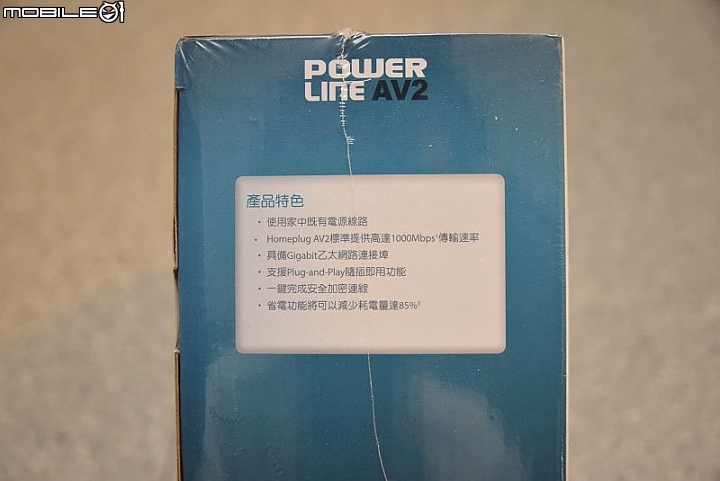 MOBILE01
POWER
LINE AV2
產品特色
• 使用家中既有電源線路
• Homeplug AV2標準提供高達1000Mbps¹傳輸速率
• 具備Gigabit乙太網路連接埠
• 支援Plug-and-Play隨插即用功能
• 一鍵完成安全加密連線
• 省電功能將可以減少耗電量達85%²